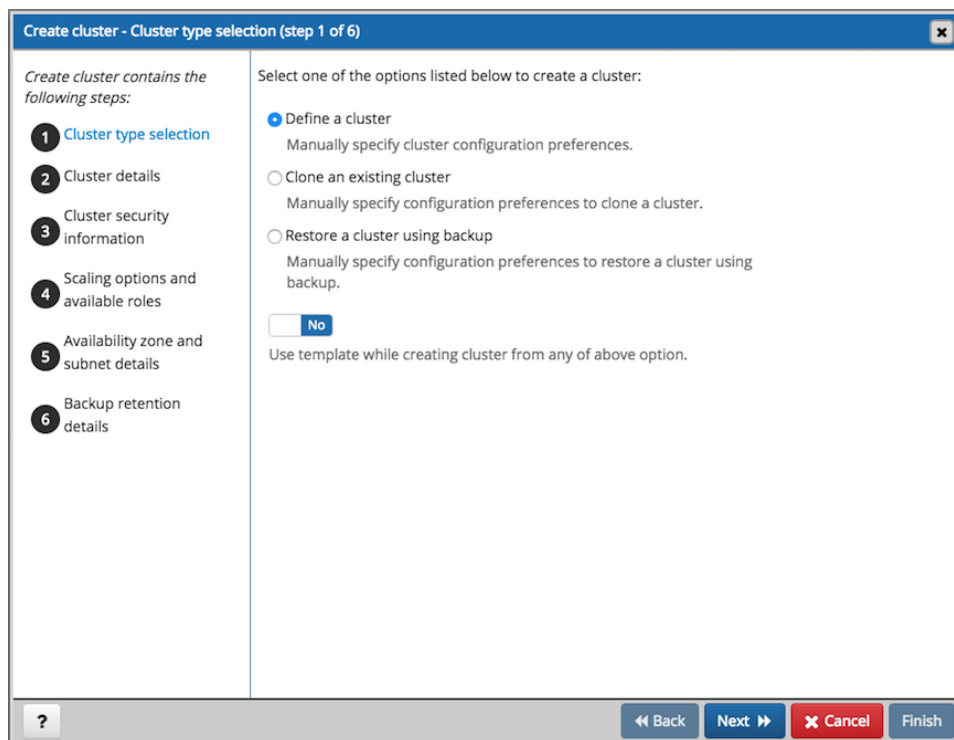 Create cluster - Cluster type selection (step 1 of 6)
Create cluster contains the
following steps:
1 Cluster type selection
2 Cluster details
3 Cluster security
information
4 Scaling options and
available roles
5 Availability zone and
subnet details
6 Backup retention
details
Select one of the options listed below to create a cluster:
Define a cluster
Manually specify cluster configuration preferences.
Clone an existing cluster
Manually specify configuration preferences to clone a cluster.
Restore a cluster using backup
Manually specify configuration preferences to restore a cluster using
backup.
No
Use template while creating cluster from any of above option.
? Back Next Cancel Finish